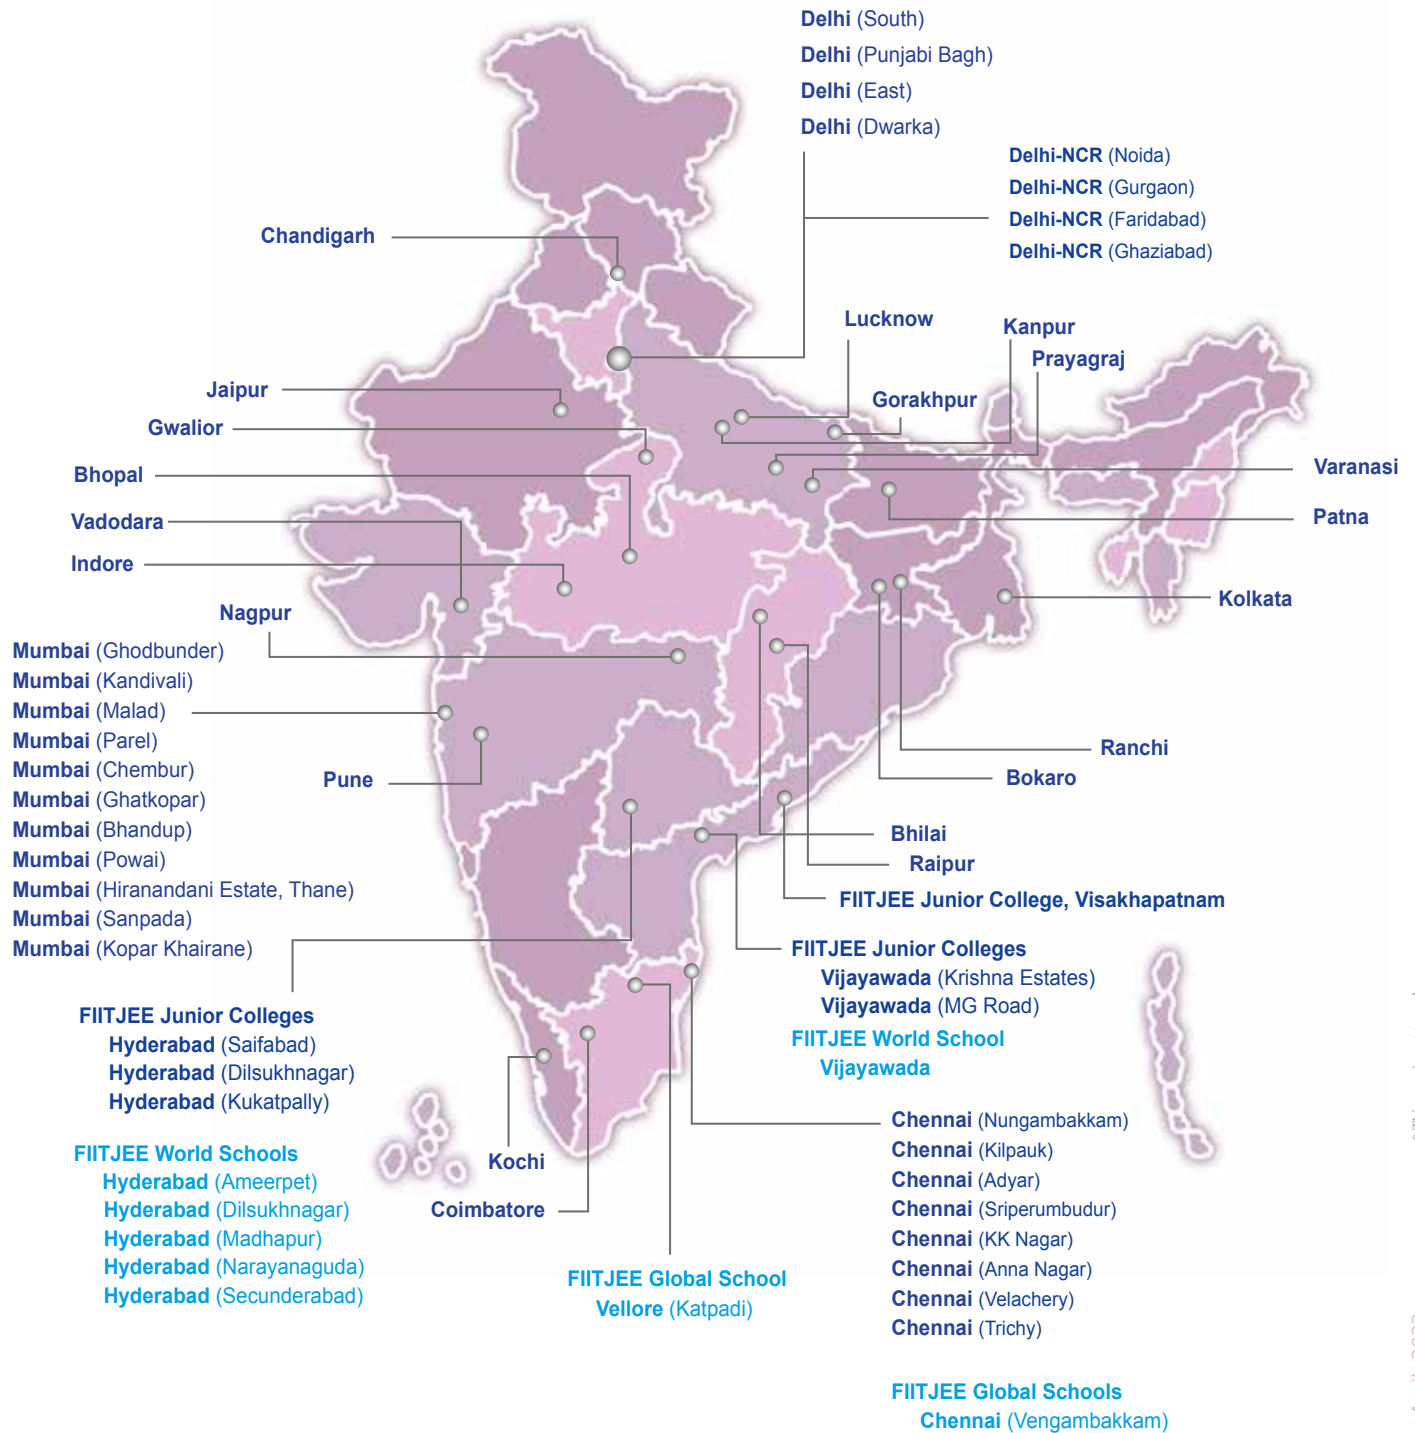 Delhi (South)
Delhi (Punjabi Bagh)
Delhi (East)
Delhi (Dwarka)
Delhi-NCR (Noida)
Delhi-NCR (Gurgaon)
Delhi-NCR (Faridabad)
Delhi-NCR (Ghaziabad)
Chandigarh
Lucknow
Kanpur
Prayagraj
Jaipur
Gorakhpur
Gwalior
Bhopal
Varanasi
Vadodara
Patna
Indore
Kolkata
Nagpur
Mumbai (Ghodbunder)
Mumbai (Kandivali)
Mumbai (Malad)
Mumbai (Parel)
Mumbai (Chembur)
Mumbai (Ghatkopar)
Mumbai (Bhandup)
Mumbai (Powai)
Mumbai (Hiranandani Estate, Thane)
Mumbai (Sanpada)
Mumbai (Kopar Khairane)
Pune
Ranchi
Bokaro
Bhilai
Raipur
FIITJEE Junior College, Visakhapatnam
FIITJEE Junior Colleges
Vijayawada (Krishna Estates)
Vijayawada (MG Road)
FIITJEE World School
Vijayawada
FIITJEE Junior Colleges
Hyderabad (Saifabad)
Hyderabad (Dilsukhnagar)
Hyderabad (Kukatpally)
FIITJEE World Schools
Hyderabad (Ameerpet)
Hyderabad (Dilsukhnagar)
Hyderabad (Madhapur)
Hyderabad (Narayanaguda)
Hyderabad (Secunderabad)
Kochi
Coimbatore
FIITJEE Global School
Vellore (Katpadi)
Chennai (Nungambakkam)
Chennai (Kilpauk)
Chennai (Adyar)
Chennai (Sriperumbudur)
Chennai (KK Nagar)
Chennai (Anna Nagar)
Chennai (Velachery)
Chennai (Trichy)
FIITJEE Global Schools
Chennai (Vengambakkam)